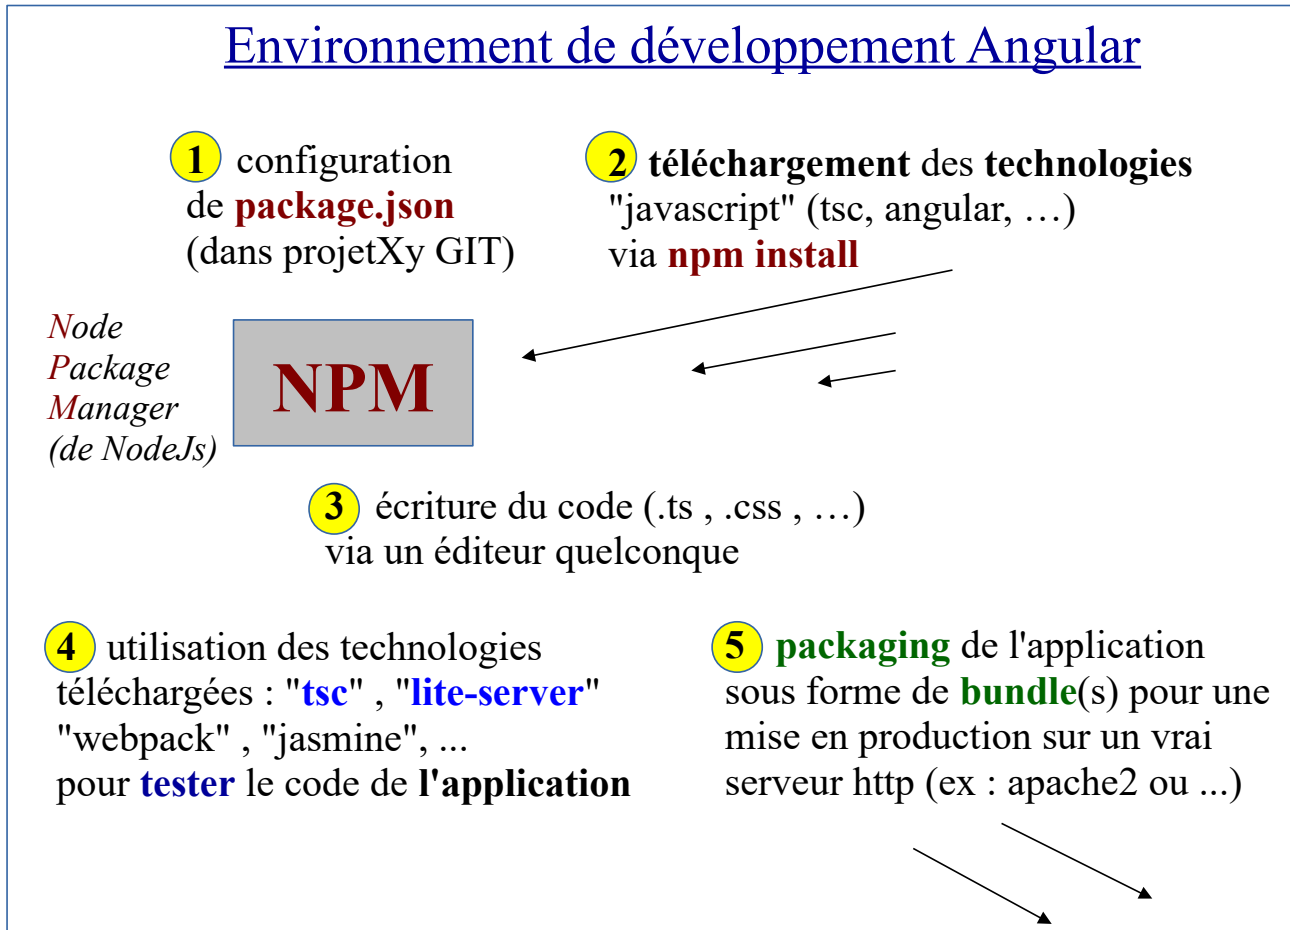 Environnement de développement Angular
1 configuration
de package.json
(dans projetXy GIT)
2 téléchargement des technologies
"javascript" (tsc, angular, …)
via npm install
Node
Package
Manager
(de NodeJs)
NPM
3 écriture du code (.ts , .css , …)
via un éditeur quelconque
4 utilisation des technologies
téléchargées : "tsc" , "lite-server"
"webpack" , "jasmine", ...
pour tester le code de l'application
5 packaging de l'application
sous forme de bundle(s) pour une
mise en production sur un vrai
serveur http (ex : apache2 ou ...)